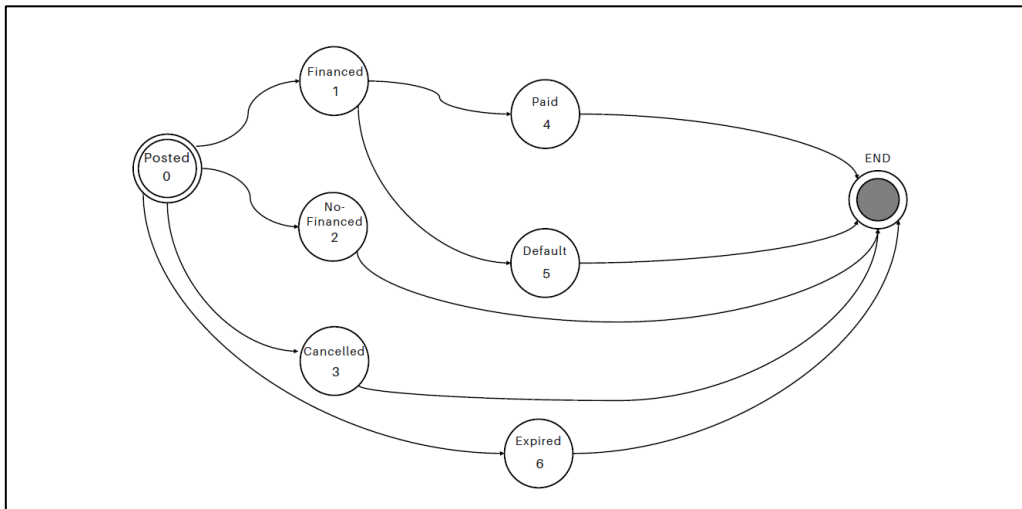 Financed
1
Paid
4
Posted
0
END
No-
Financed
2
Default
5
Cancelled
3
Expired
6